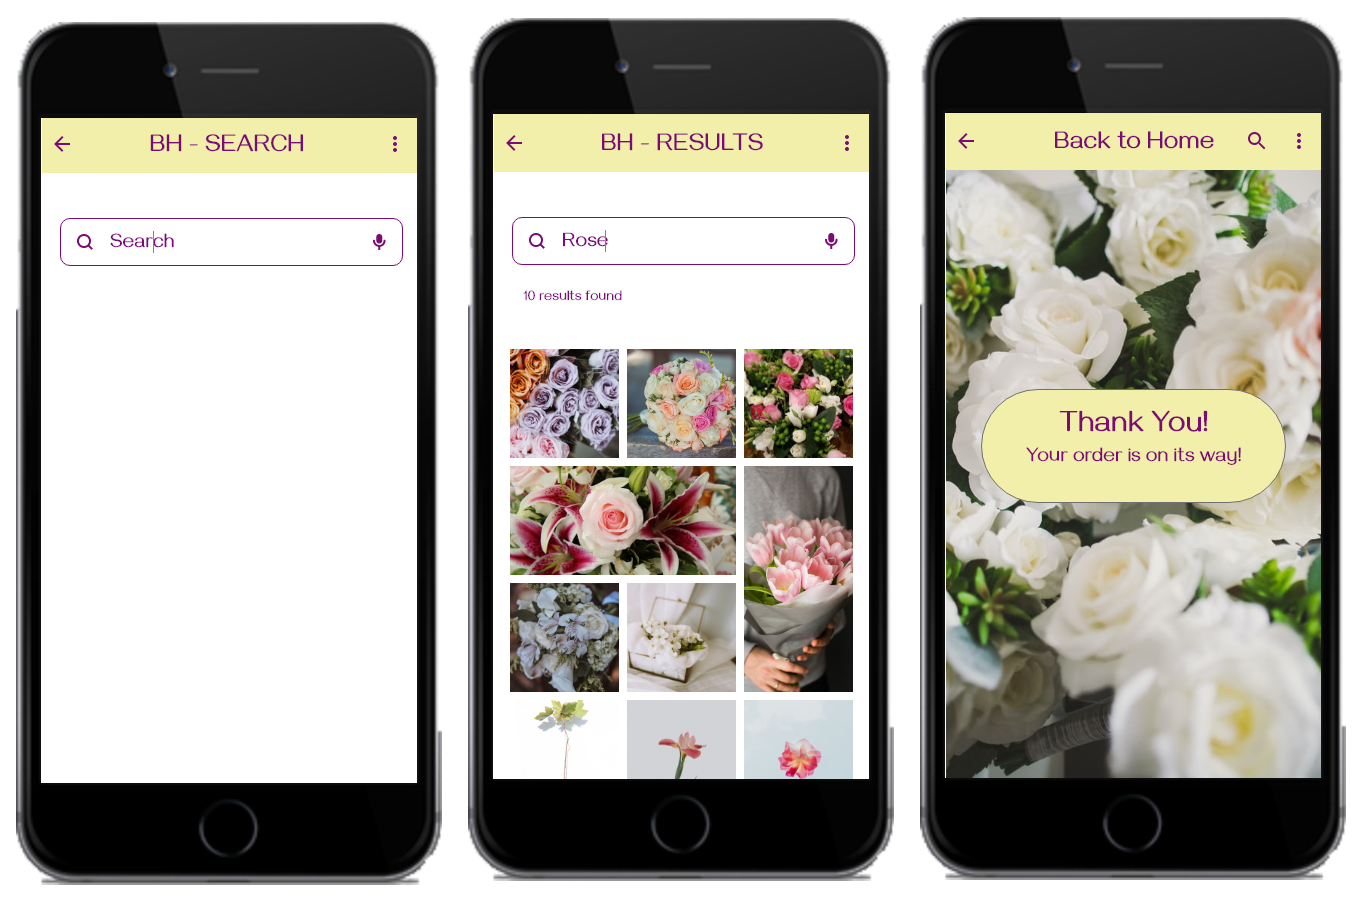 BH - SEARCH
Search
BH - RESULTS
Rose
10 results found
Back to Home
Thank You!
Your order is on its way!